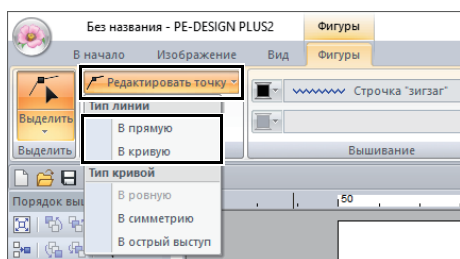 Без названия - PE-DESIGN PLUS2
Фигуры
В начало Изображение Вид Фигуры
Редактировать точку
Строчка "зигзаг"
Выделить
Выделить
Вышивание
Тип линии
В прямую
В кривую
Тип кривой
В ровную
В симметрию
В острый выступ
Порядок
50